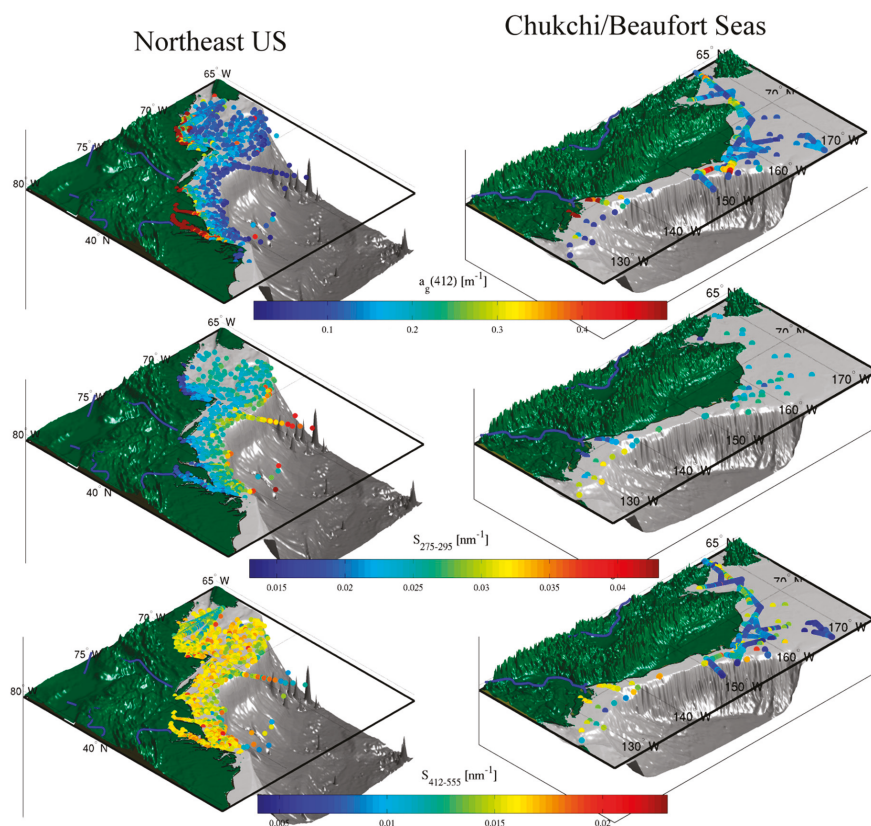 Northeast US
Chukchi/Beaufort Seas
65° W
70° W
75° W
80° W
40° N
65° N
70° N
170° W
160° W
150° W
140° W
130° W
a_g(412) [m⁻¹]
0.1 0.2 0.3 0.4
65° W
70° W
75° W
80° W
40° N
65° N
170° W
160° W
150° W
140° W
130° W
S_275-295 [nm⁻¹]
0.015 0.02 0.025 0.03 0.035 0.04
65° W
70° W
75° W
80° W
40° N
65° N
170° W
160° W
150° W
140° W
130° W
S_412-555 [nm⁻¹]
0.005 0.01 0.015 0.02